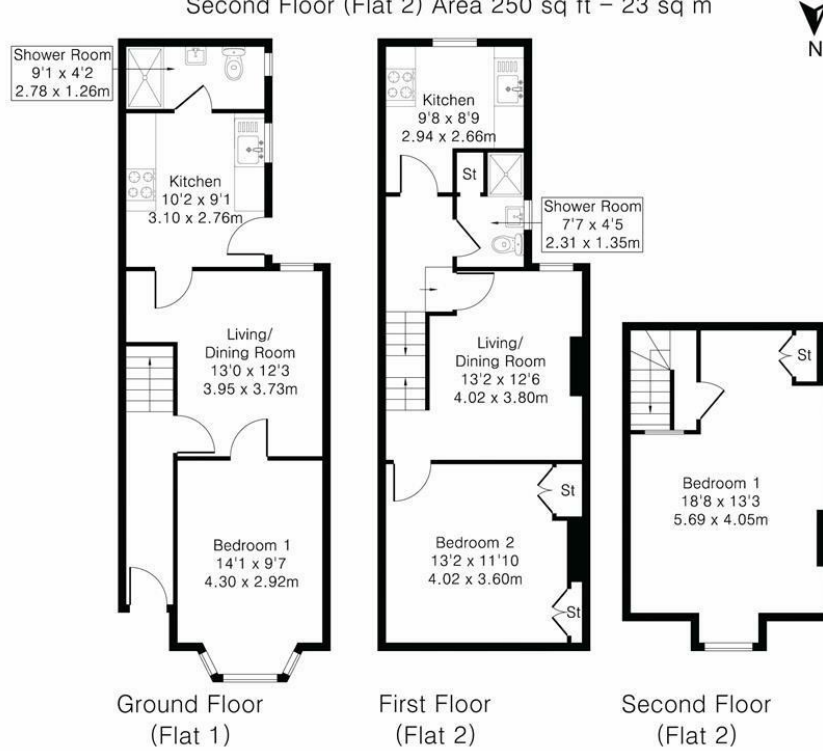 Second Floor (Flat 2) Area 250 sq ft – 23 sq m
N
Shower Room
9'1 x 4'2
2.78 x 1.26m
Kitchen
10'2 x 9'1
3.10 x 2.76m
Living/
Dining Room
13'0 x 12'3
3.95 x 3.73m
Bedroom 1
14'1 x 9'7
4.30 x 2.92m
Ground Floor
(Flat 1)
Kitchen
9'8 x 8'9
2.94 x 2.66m
St
Shower Room
7'7 x 4'5
2.31 x 1.35m
Living/
Dining Room
13'2 x 12'6
4.02 x 3.80m
St
Bedroom 2
13'2 x 11'10
4.02 x 3.60m
St
First Floor
(Flat 2)
St
Bedroom 1
18'8 x 13'3
5.69 x 4.05m
Second Floor
(Flat 2)